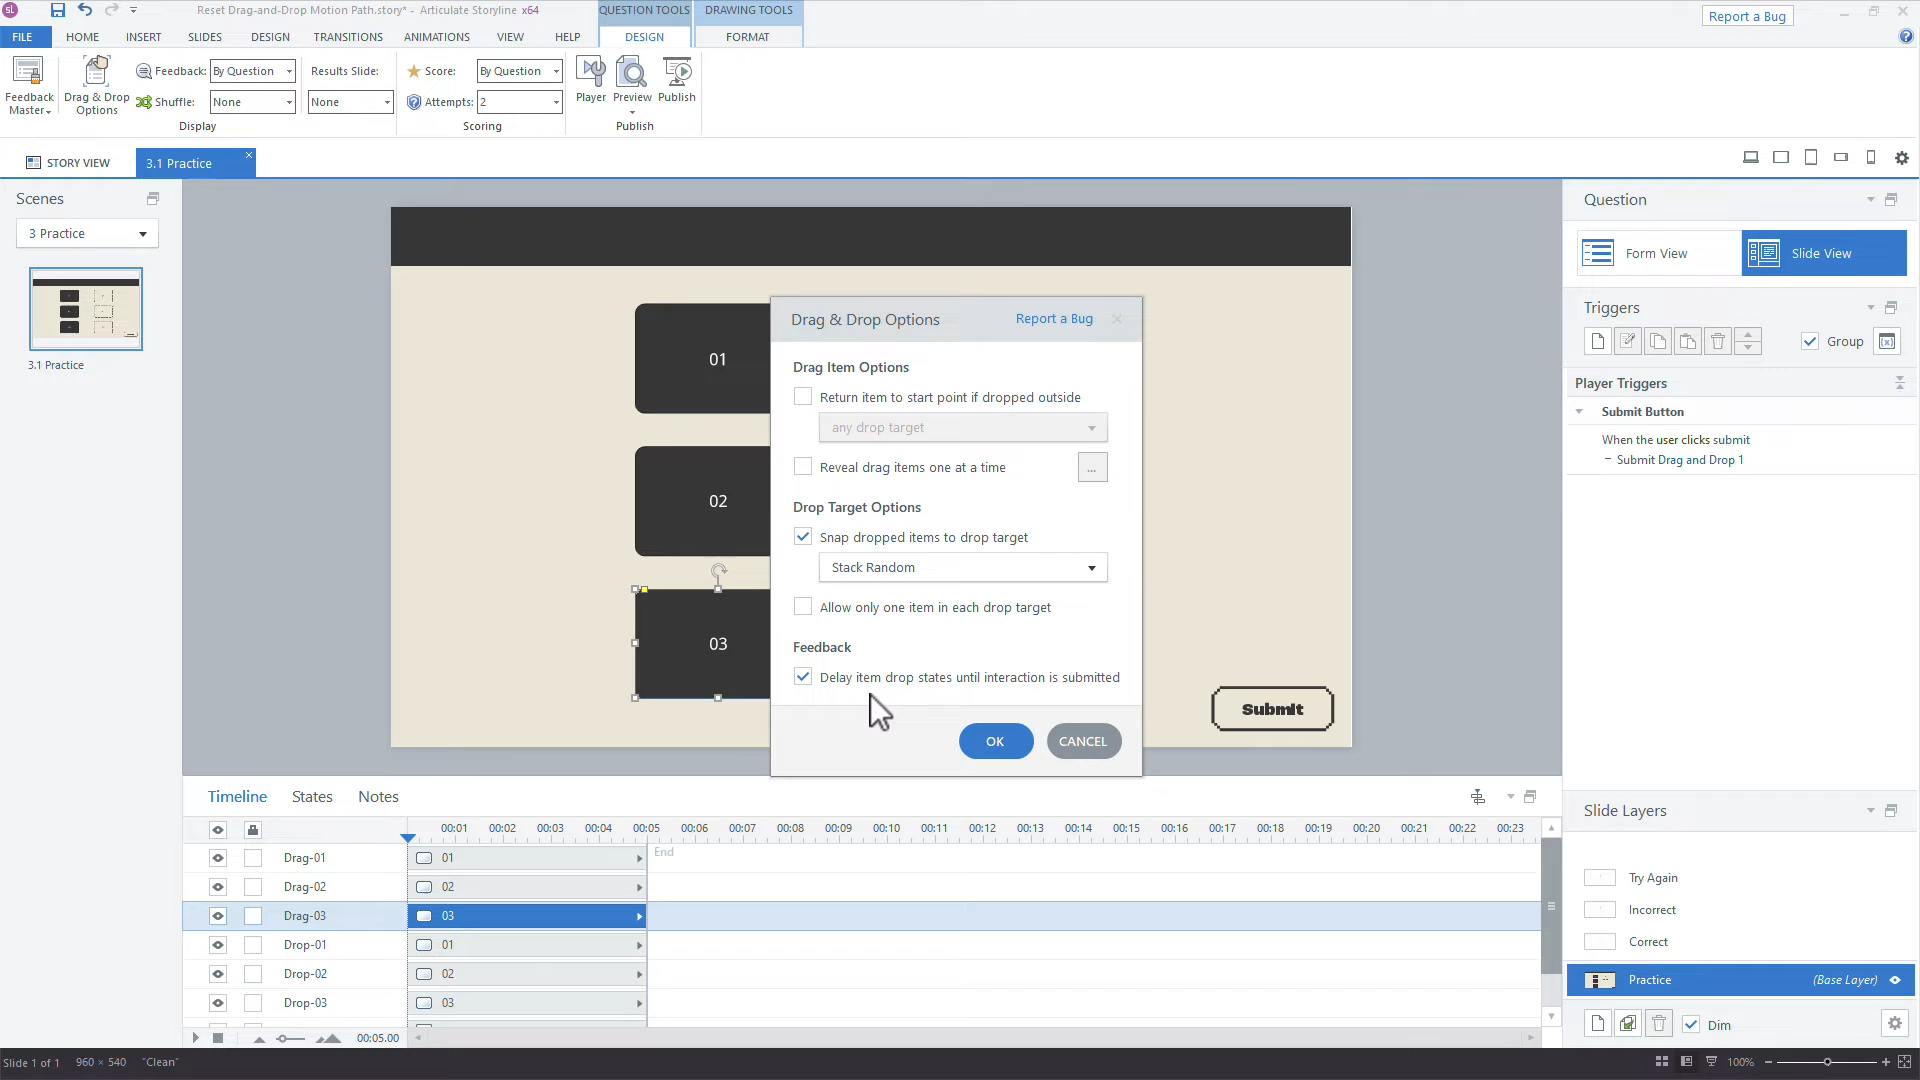 Reset Drag-and-Drop Motion Path.story* - Articulate Storyline x64
QUESTION TOOLS
DRAWING TOOLS
Report a Bug
FILE
HOME
INSERT
SLIDES
DESIGN
TRANSITIONS
ANIMATIONS
VIEW
HELP
DESIGN
FORMAT
Feedback Master
Drag & Drop Options
Feedback: By Question
Shuffle: None
Display
Results Slide:
None
Score: By Question
Attempts: 2
Scoring
Player
Preview
Publish
Publish
STORY VIEW
3.1 Practice
Scenes
3 Practice
3.1 Practice
01
02
03
Submit
Drag & Drop Options
Report a Bug
Drag Item Options
Return item to start point if dropped outside
any drop target
Reveal drag items one at a time
...
Drop Target Options
Snap dropped items to drop target
Stack Random
Allow only one item in each drop target
Feedback
Delay item drop states until interaction is submitted
OK
CANCEL
Question
Form View
Slide View
Triggers
Group
Player Triggers
Submit Button
When the user clicks submit
Submit Drag and Drop 1
Timeline
States
Notes
00:01 00:02 00:03 00:04 00:05 00:06 00:07 00:08 00:09 00:10 00:11 00:12 00:13 00:14 00:15 00:16 00:17 00:18 00:19 00:20 00:21 00:22 00:23
End
Drag-01 01
Drag-02 02
Drag-03 03
Drop-01 01
Drop-02 02
Drop-03 03
00:05.00
Slide Layers
Try Again
Incorrect
Correct
Practice (Base Layer)
Dim
Slide 1 of 1
960 × 540
"Clean"
100%